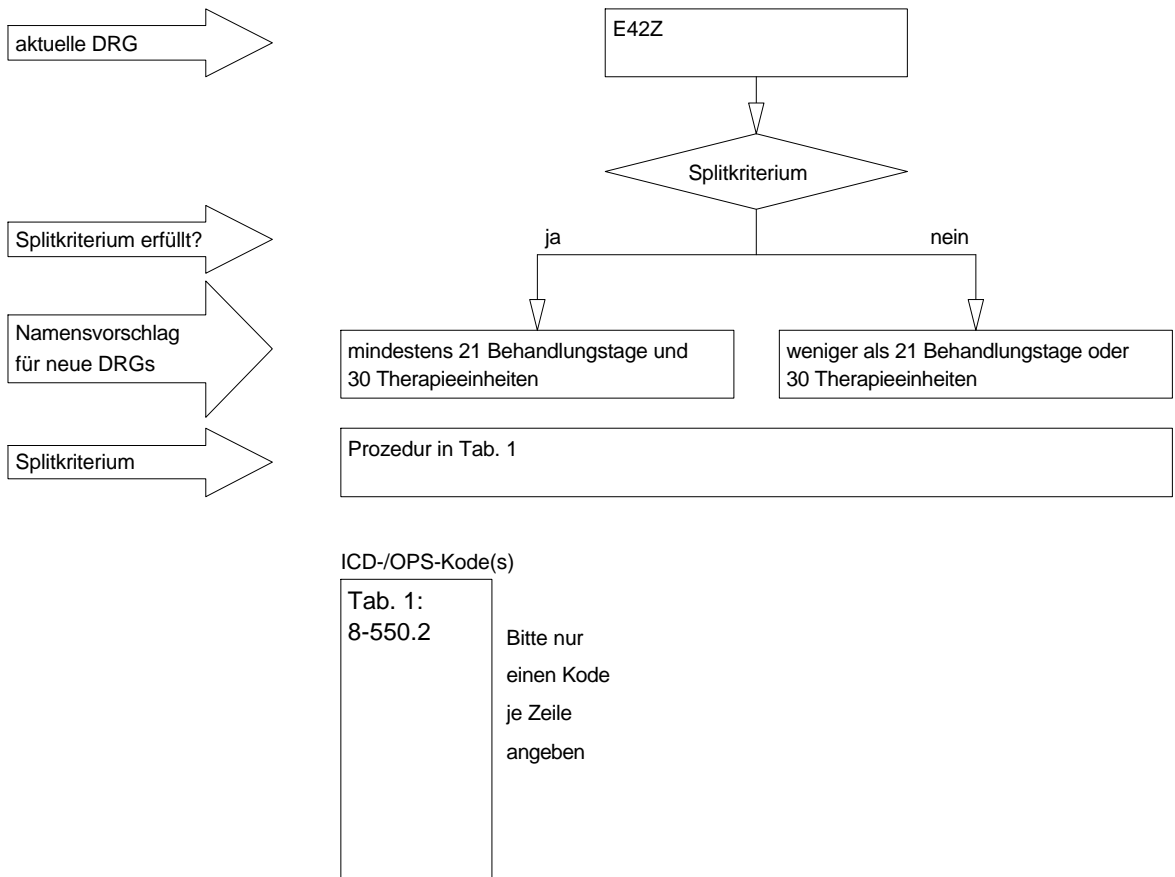 aktuelle DRG
E42Z
Splitkriterium
Splitkriterium erfüllt?
ja
nein
Namensvorschlag
für neue DRGs
mindestens 21 Behandlungstage und
30 Therapieeinheiten
weniger als 21 Behandlungstage oder
30 Therapieeinheiten
Splitkriterium
Prozedur in Tab. 1
ICD-/OPS-Kode(s)
Tab. 1:
8-550.2
Bitte nur
einen Kode
je Zeile
angeben